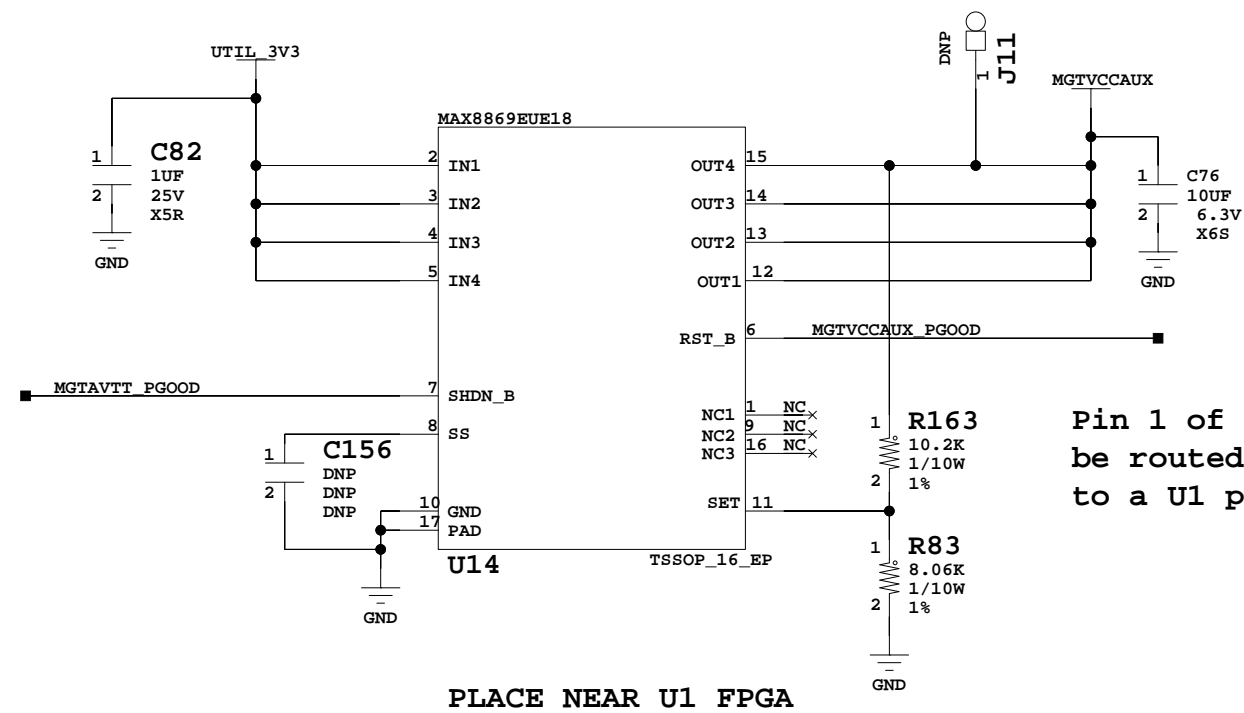 UTIL_3V3
C82
1
1UF
2
25V
X5R
GND
MAX8869EUE18
2 IN1
3 IN2
4 IN3
5 IN4
OUT4 15
OUT3 14
OUT2 13
OUT1 12
DNP
1
J11
MGTVCCAUX
1
C76
10UF
2
6.3V
X6S
GND
RST_B 6 MGTVCCAUX_PGOOD
MGTAVTT_PGOOD 7 SHDN_B
8 SS
1
C156
DNP
2
DNP
DNP
10 GND
17 PAD
GND
NC1 1 NC
NC2 9 NC
NC3 16 NC
SET 11
U14
TSSOP_16_EP
1
R163
10.2K
1/10W
2
1%
1
R83
8.06K
1/10W
2
1%
GND
Pin 1 of
be routed
to a U1 p
PLACE NEAR U1 FPGA